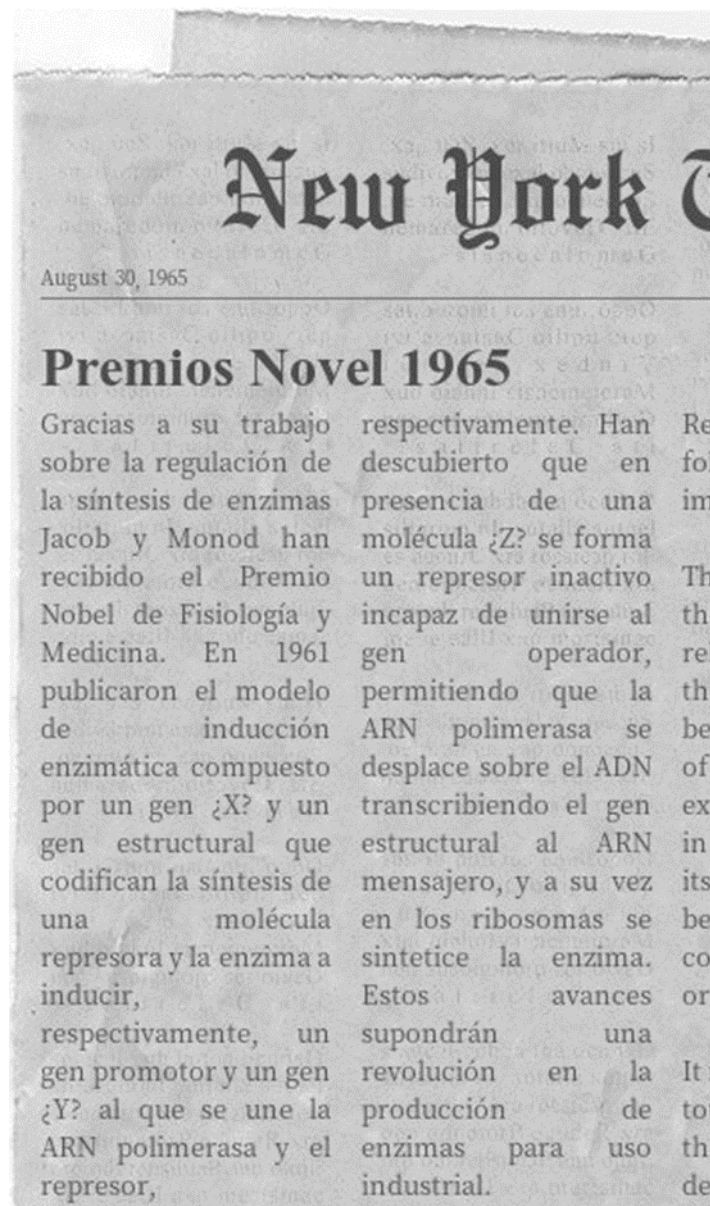 New York
August 30, 1965
Premios Novel 1965
Gracias a su trabajo
sobre la regulación de
la síntesis de enzimas
Jacob y Monod han
recibido el Premio
Nobel de Fisiología y
Medicina. En 1961
publicaron el modelo
de inducción
enzimática compuesto
por un gen ¿X? y un
gen estructural que
codifican la síntesis de
una molécula
represora y la enzima a
inducir,
respectivamente, un
gen promotor y un gen
¿Y? al que se une la
ARN polimerasa y el
represor,
respectivamente. Han
descubierto que en
presencia de una
molécula ¿Z? se forma
un represor inactivo
incapaz de unirse al
gen operador,
permitiendo que la
ARN polimerasa se
desplace sobre el ADN
transcribiendo el gen
estructural al ARN
mensajero, y a su vez
en los ribosomas se
sintetice la enzima.
Estos avances
supondrán una
revolución en la
producción de
enzimas para uso
industrial.